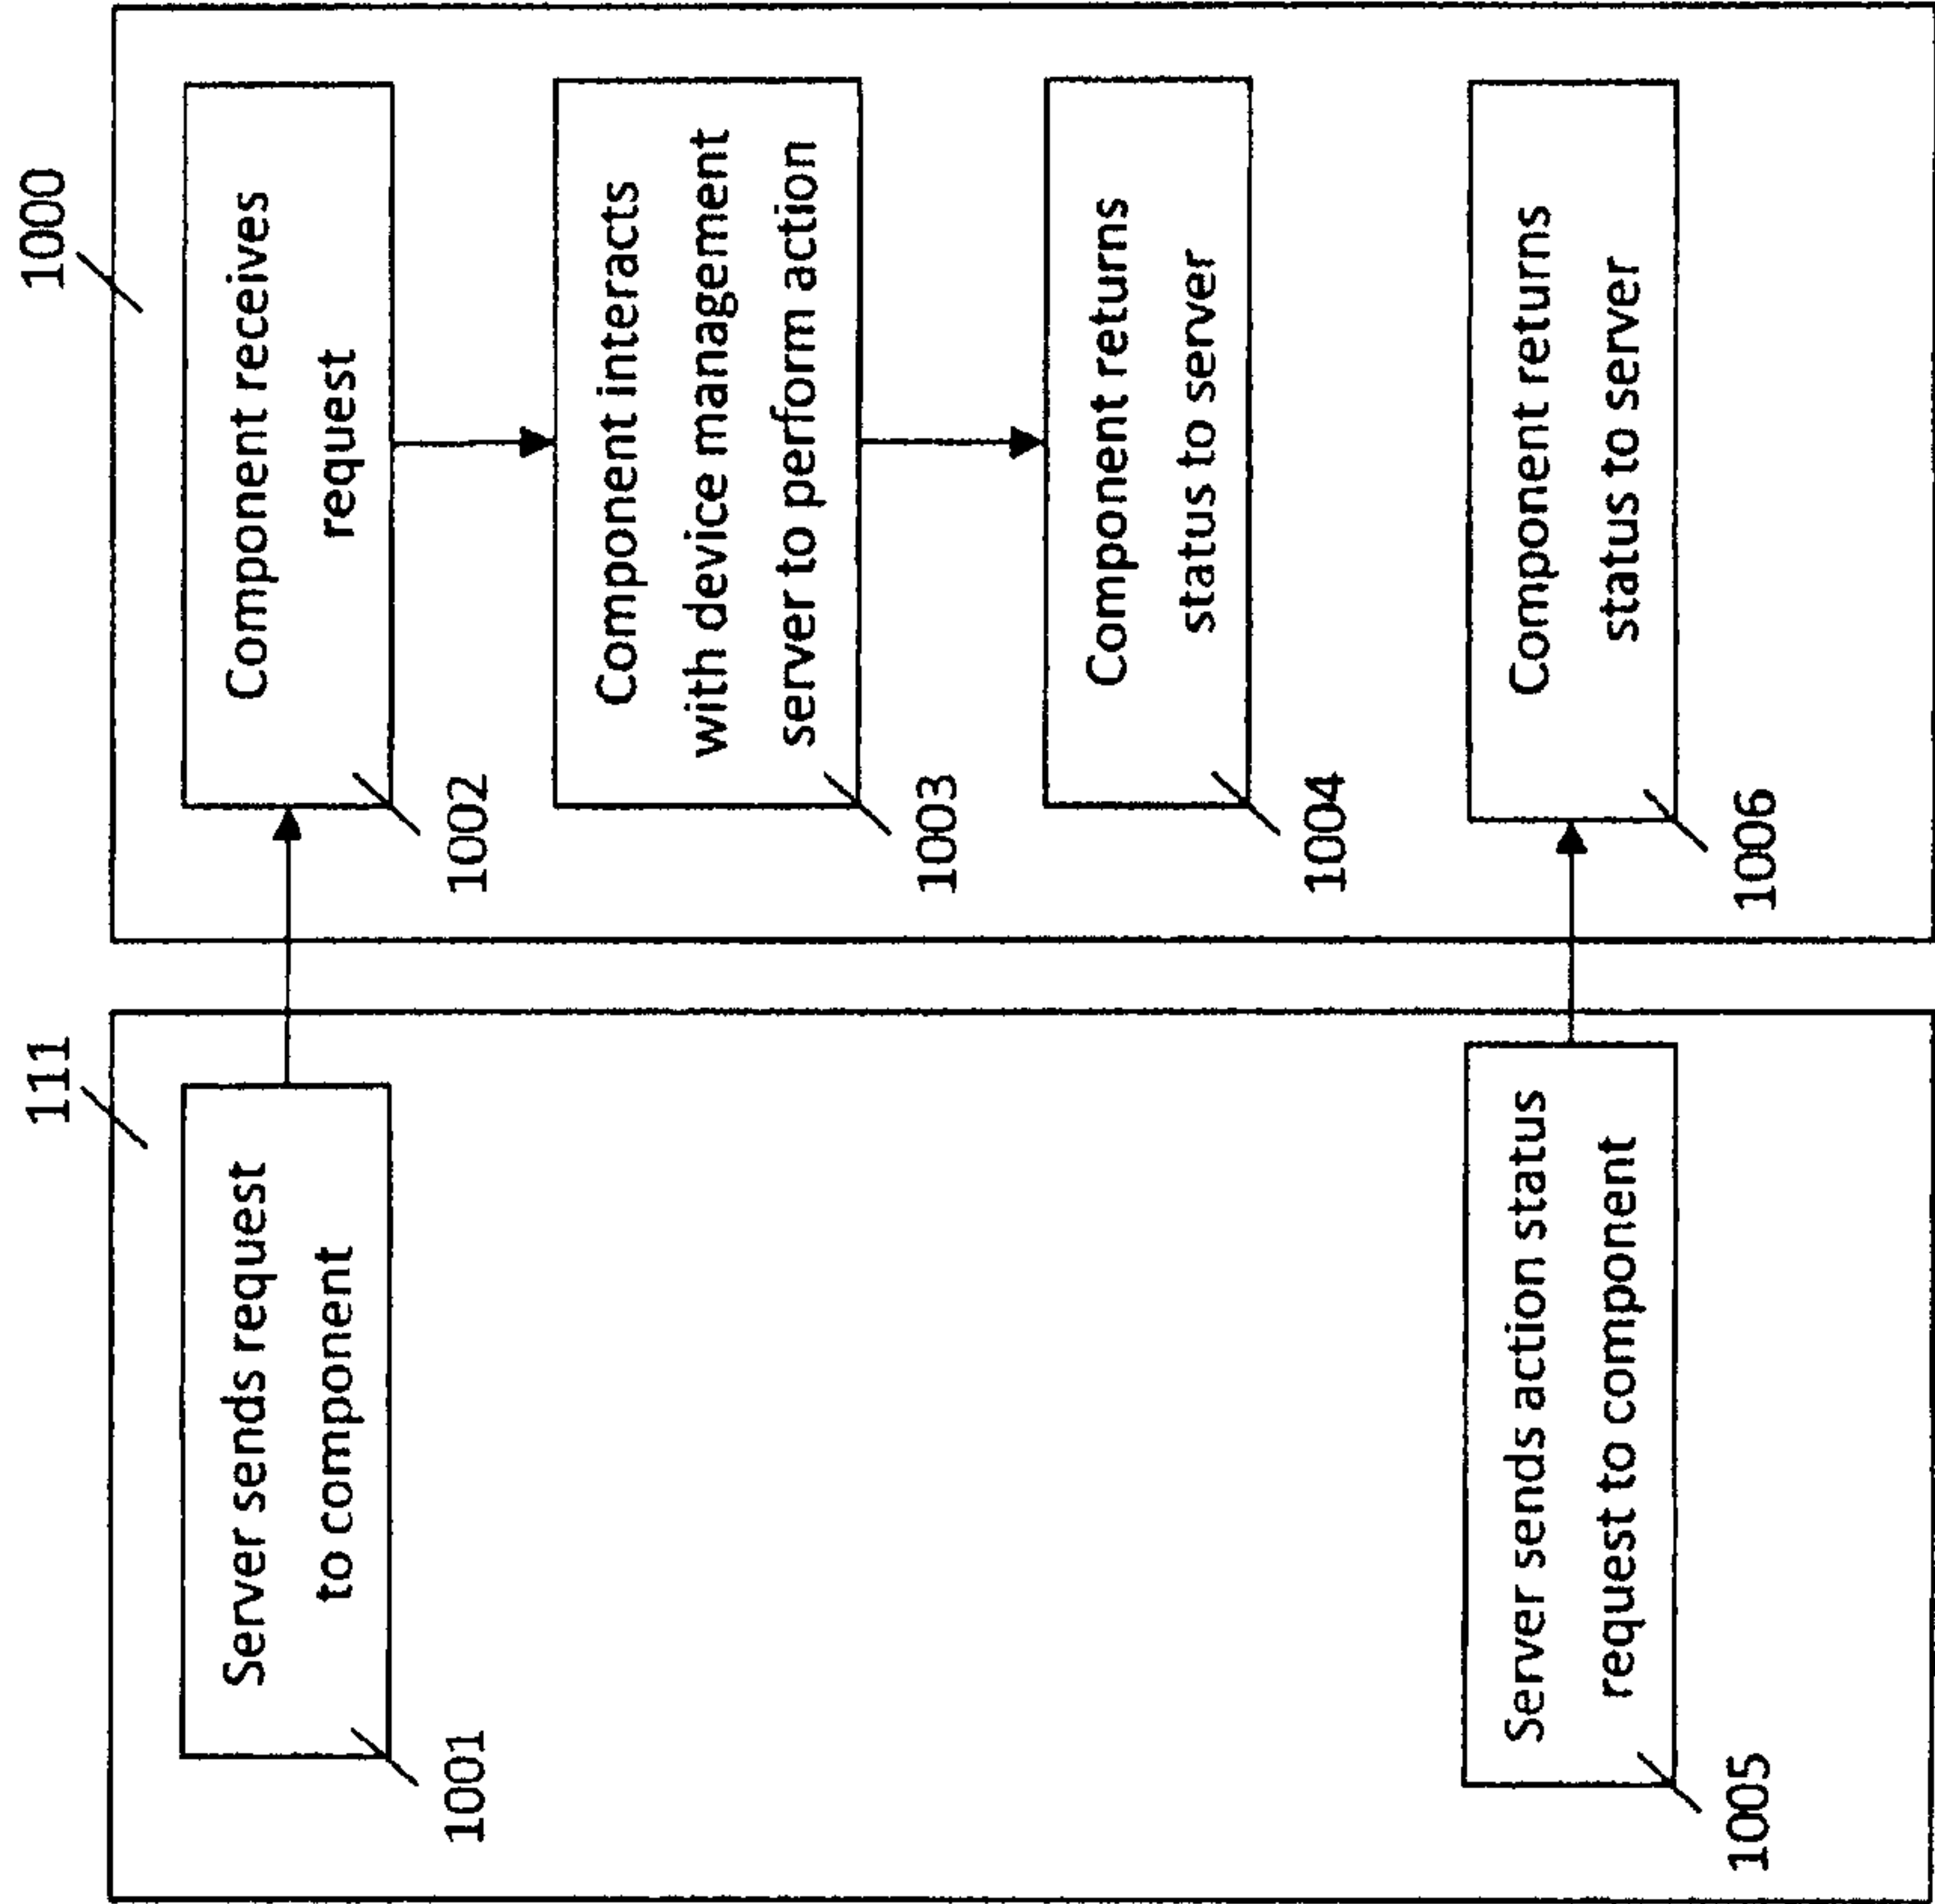 111
Server sends request
to component
1001
Server sends action status
request to component
1005
1000
Component receives
request
1002
Component interacts
with device management
server to perform action
1003
Component returns
status to server
1004
Component returns
status to server
1006